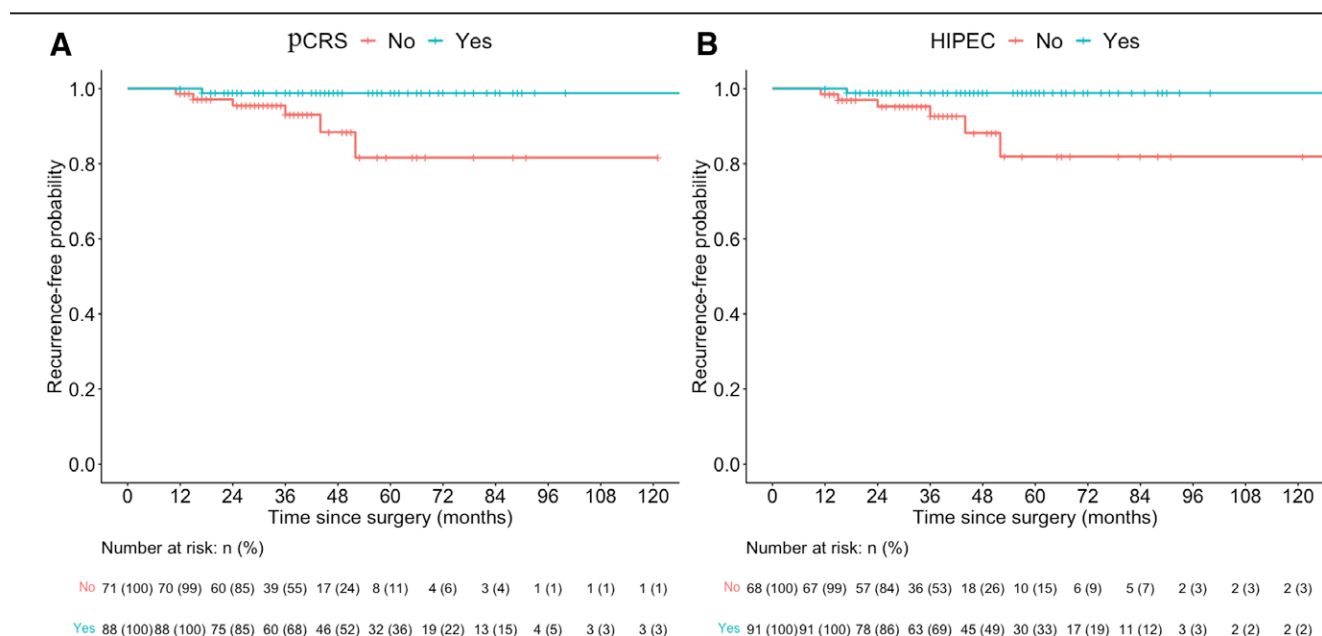 A
pCRS No Yes
Recurrence-free probability
1.0
0.8
0.6
0.4
0.2
0.0
0 12 24 36 48 60 72 84 96 108 120
Time since surgery (months)
Number at risk: n (%)
No 71 (100) 70 (99) 60 (85) 39 (55) 17 (24) 8 (11) 4 (6) 3 (4) 1 (1) 1 (1) 1 (1)
Yes 88 (100) 88 (100) 75 (85) 60 (68) 46 (52) 32 (36) 19 (22) 13 (15) 4 (5) 3 (3) 3 (3)
B
HIPEC No Yes
Recurrence-free probability
1.0
0.8
0.6
0.4
0.2
0.0
0 12 24 36 48 60 72 84 96 108 120
Time since surgery (months)
Number at risk: n (%)
No 68 (100) 67 (99) 57 (84) 36 (53) 18 (26) 10 (15) 6 (9) 5 (7) 2 (3) 2 (3) 2 (3)
Yes 91 (100) 91 (100) 78 (86) 63 (69) 45 (49) 30 (33) 17 (19) 11 (12) 3 (3) 2 (2) 2 (2)